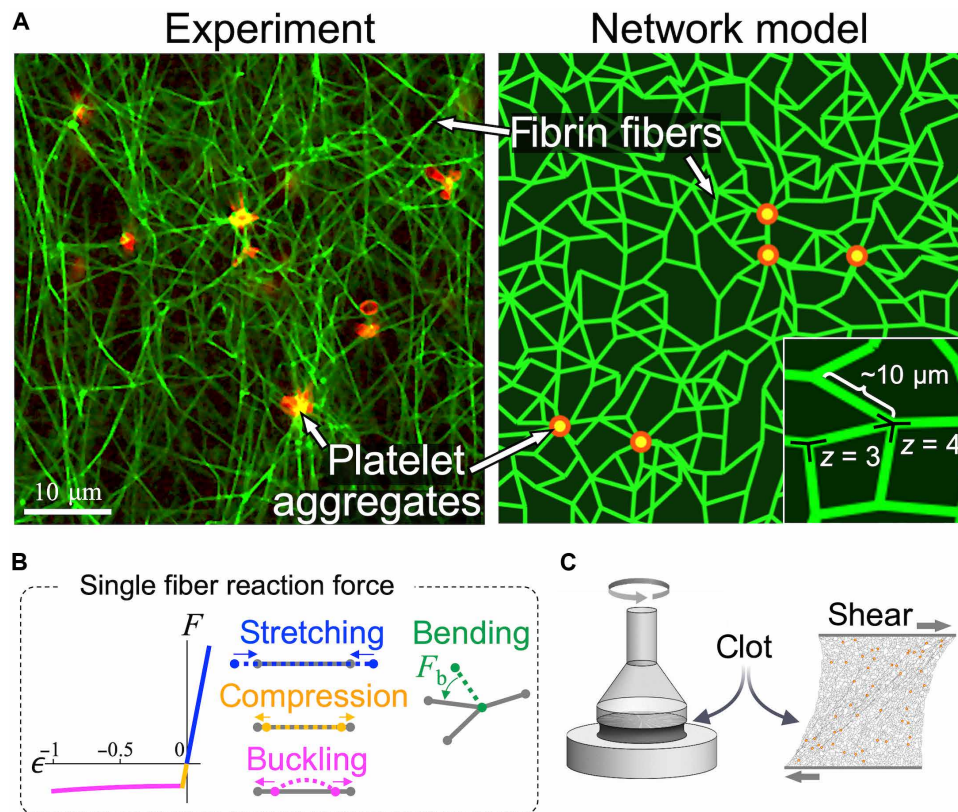 A
Experiment
Network model
Fibrin fibers
~10 μm
z = 3
z = 4
Platelet
aggregates
10 μm
B
Single fiber reaction force
F
Stretching
Bending
F_b
Compression
-1
-0.5
0
ϵ
Buckling
C
Shear
Clot